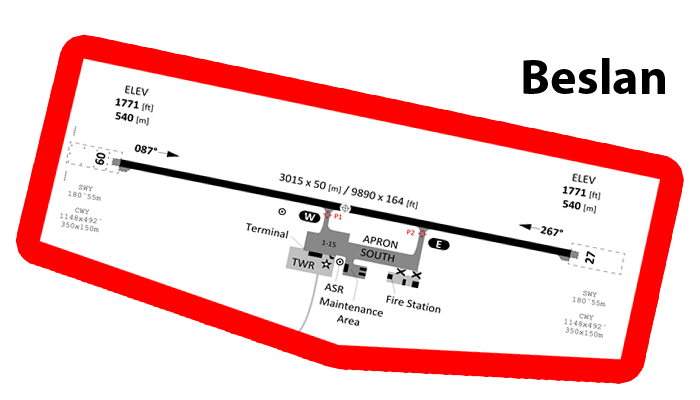 Beslan
ELEV
1771 [ft]
540 [m]
087°
09
SWY
180`55m
CWY
1148x492`
350x150m
3015 x 50 [m] / 9890 x 164 [ft]
W
P1
P2
E
Terminal
1-15
APRON
SOUTH
TWR
ASR
Maintenance
Area
Fire Station
ELEV
1771 [ft]
540 [m]
267°
27
SWY
180`55m
CWY
1148x492`
350x150m